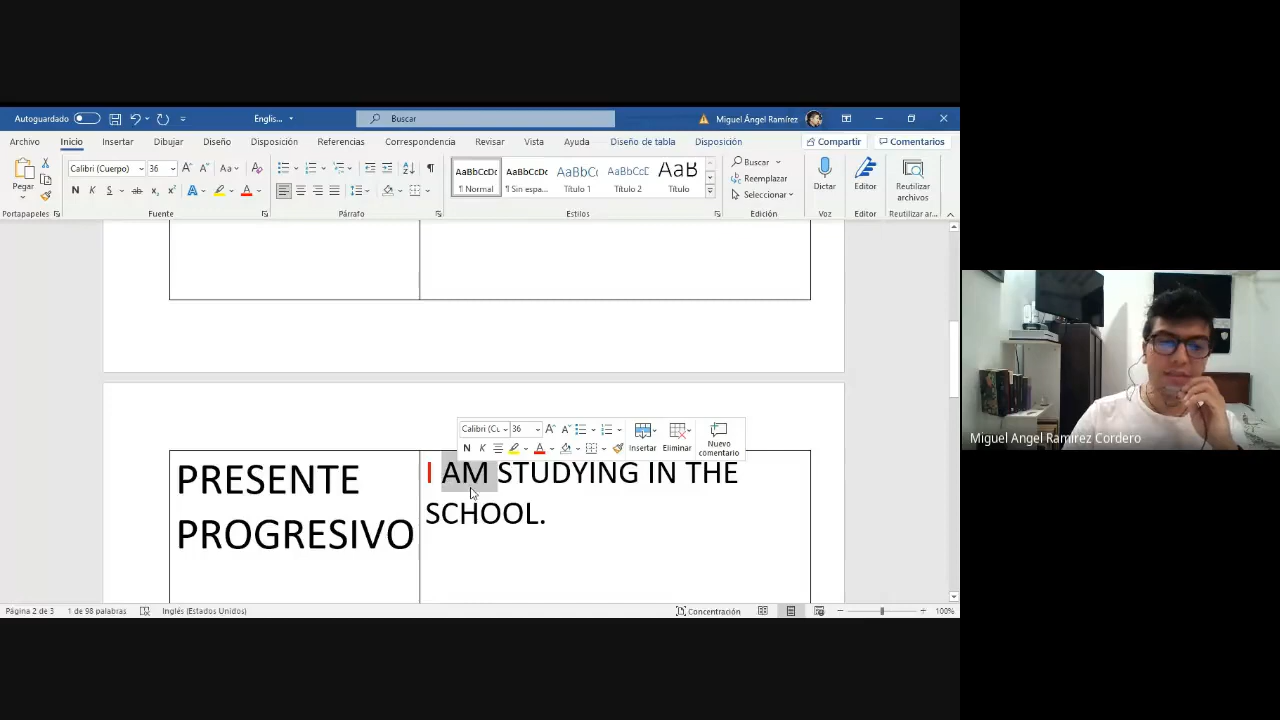 Autoguardado
Englis...
Buscar
Miguel Ángel Ramírez
Archivo Inicio Insertar Dibujar Diseño Disposición Referencias Correspondencia Revisar Vista Ayuda Diseño de tabla Disposición Compartir Comentarios
Pegar
Calibri (Cuerpo) 36
AaBbCcDc AaBbCcDc AaBbCc AaBbCcC AaB
¶ Normal ¶ Sin espa... Título 1 Título 2 Título
Buscar
Reemplazar
Seleccionar
Dictar
Editor
Reutilizar
archivos
Portapapeles Fuente Párrafo Estilos Edición Voz Editor Reutilizar ar...
Calibri (Cu 36
N K
Insertar Eliminar Nuevo
comentario
PRESENTE
PROGRESIVO
I AM STUDYING IN THE
SCHOOL.
Página 2 de 3 1 de 98 palabras Inglés (Estados Unidos) Concentración 100%
Miguel Angel Ramirez Cordero